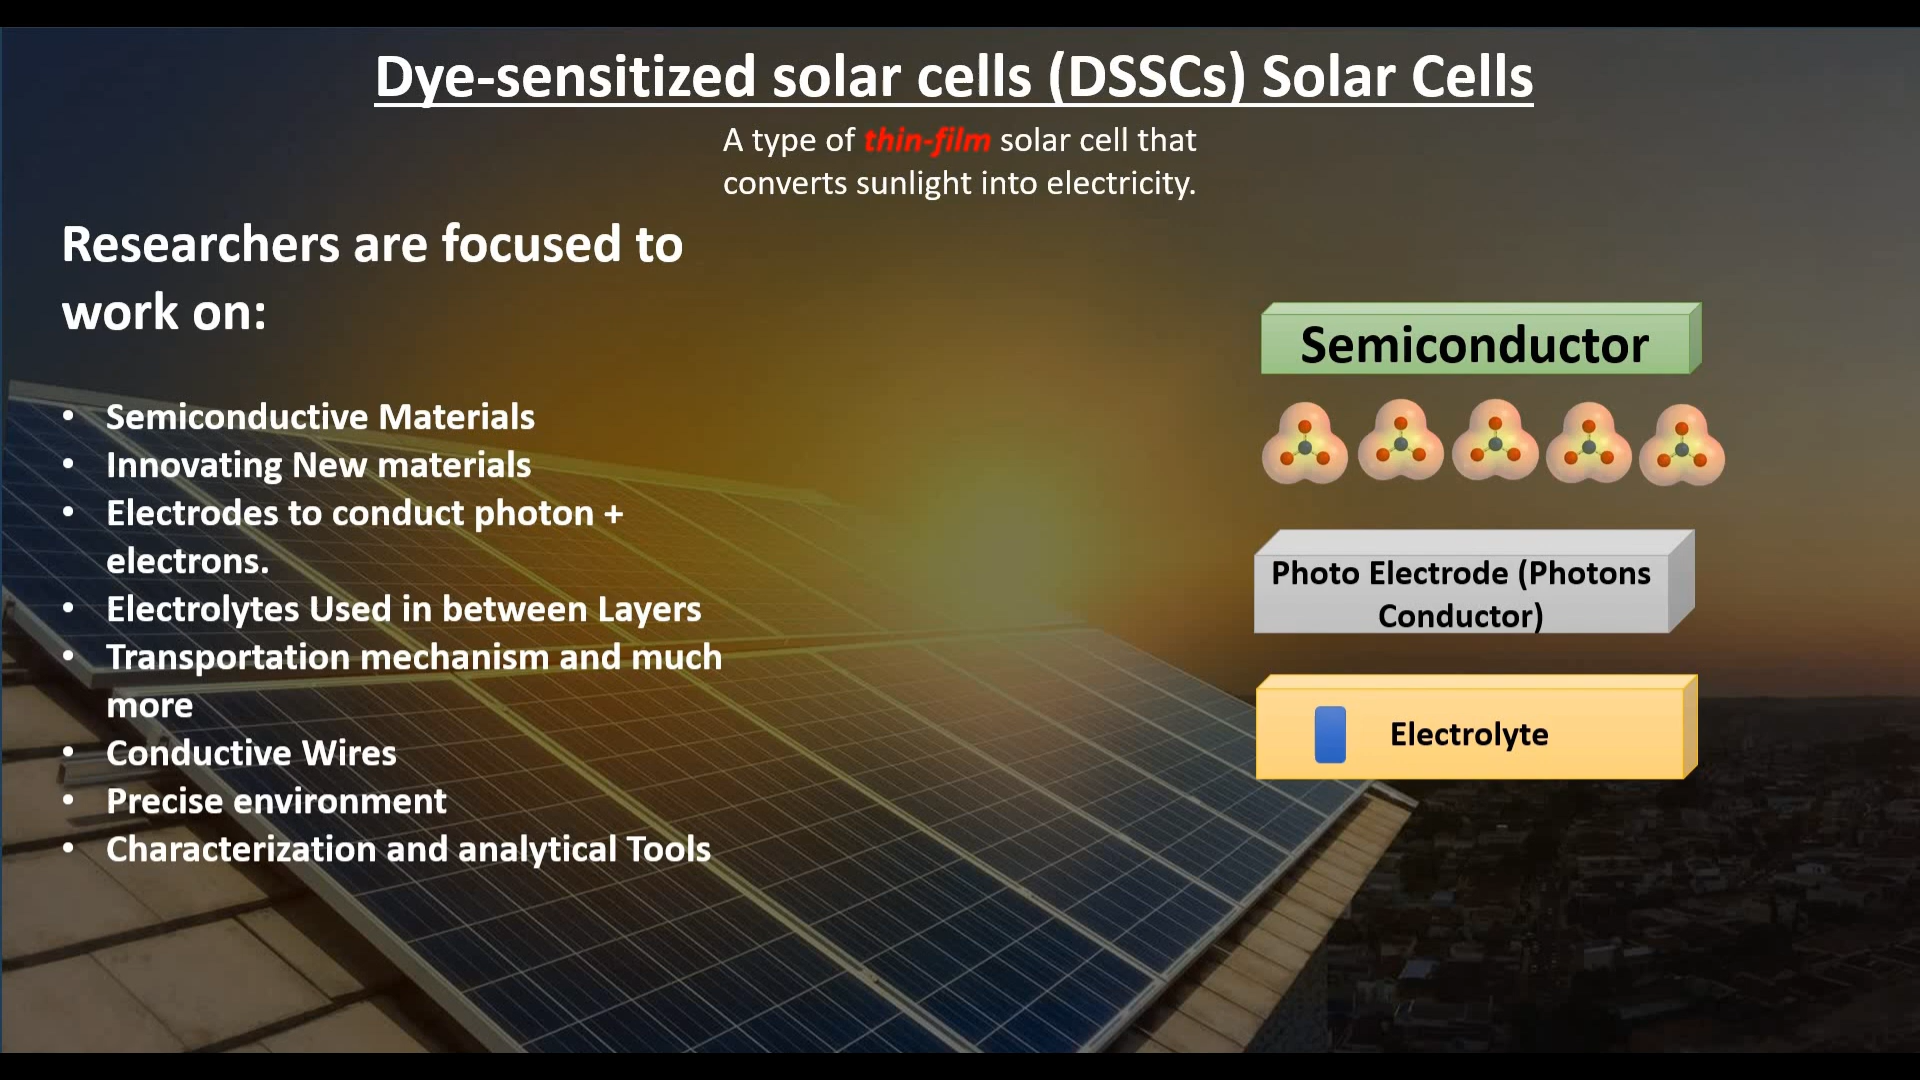 Dye-sensitized solar cells (DSSCs) Solar Cells
A type of thin-film solar cell that
converts sunlight into electricity.
Researchers are focused to
work on:
• Semiconductive Materials
• Innovating New materials
• Electrodes to conduct photon +
electrons.
• Electrolytes Used in between Layers
• Transportation mechanism and much
more
• Conductive Wires
• Precise environment
• Characterization and analytical Tools
Semiconductor
Photo Electrode (Photons
Conductor)
Electrolyte